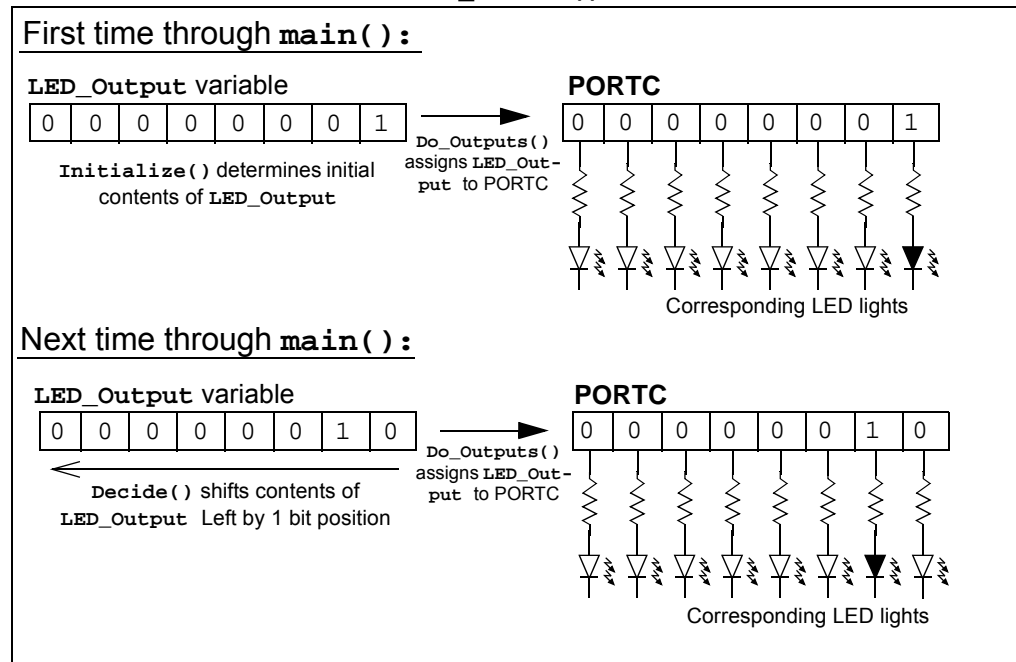 First time through main():
LED_Output variable
0 0 0 0 0 0 0 1
Initialize() determines initial
contents of LED_Output
Do_Outputs()
assigns LED_Out-
put to PORTC
PORTC
0 0 0 0 0 0 0 1
Corresponding LED lights
Next time through main():
LED_Output variable
0 0 0 0 0 0 1 0
Decide() shifts contents of
LED_Output Left by 1 bit position
Do_Outputs()
assigns LED_Out-
put to PORTC
PORTC
0 0 0 0 0 0 1 0
Corresponding LED lights